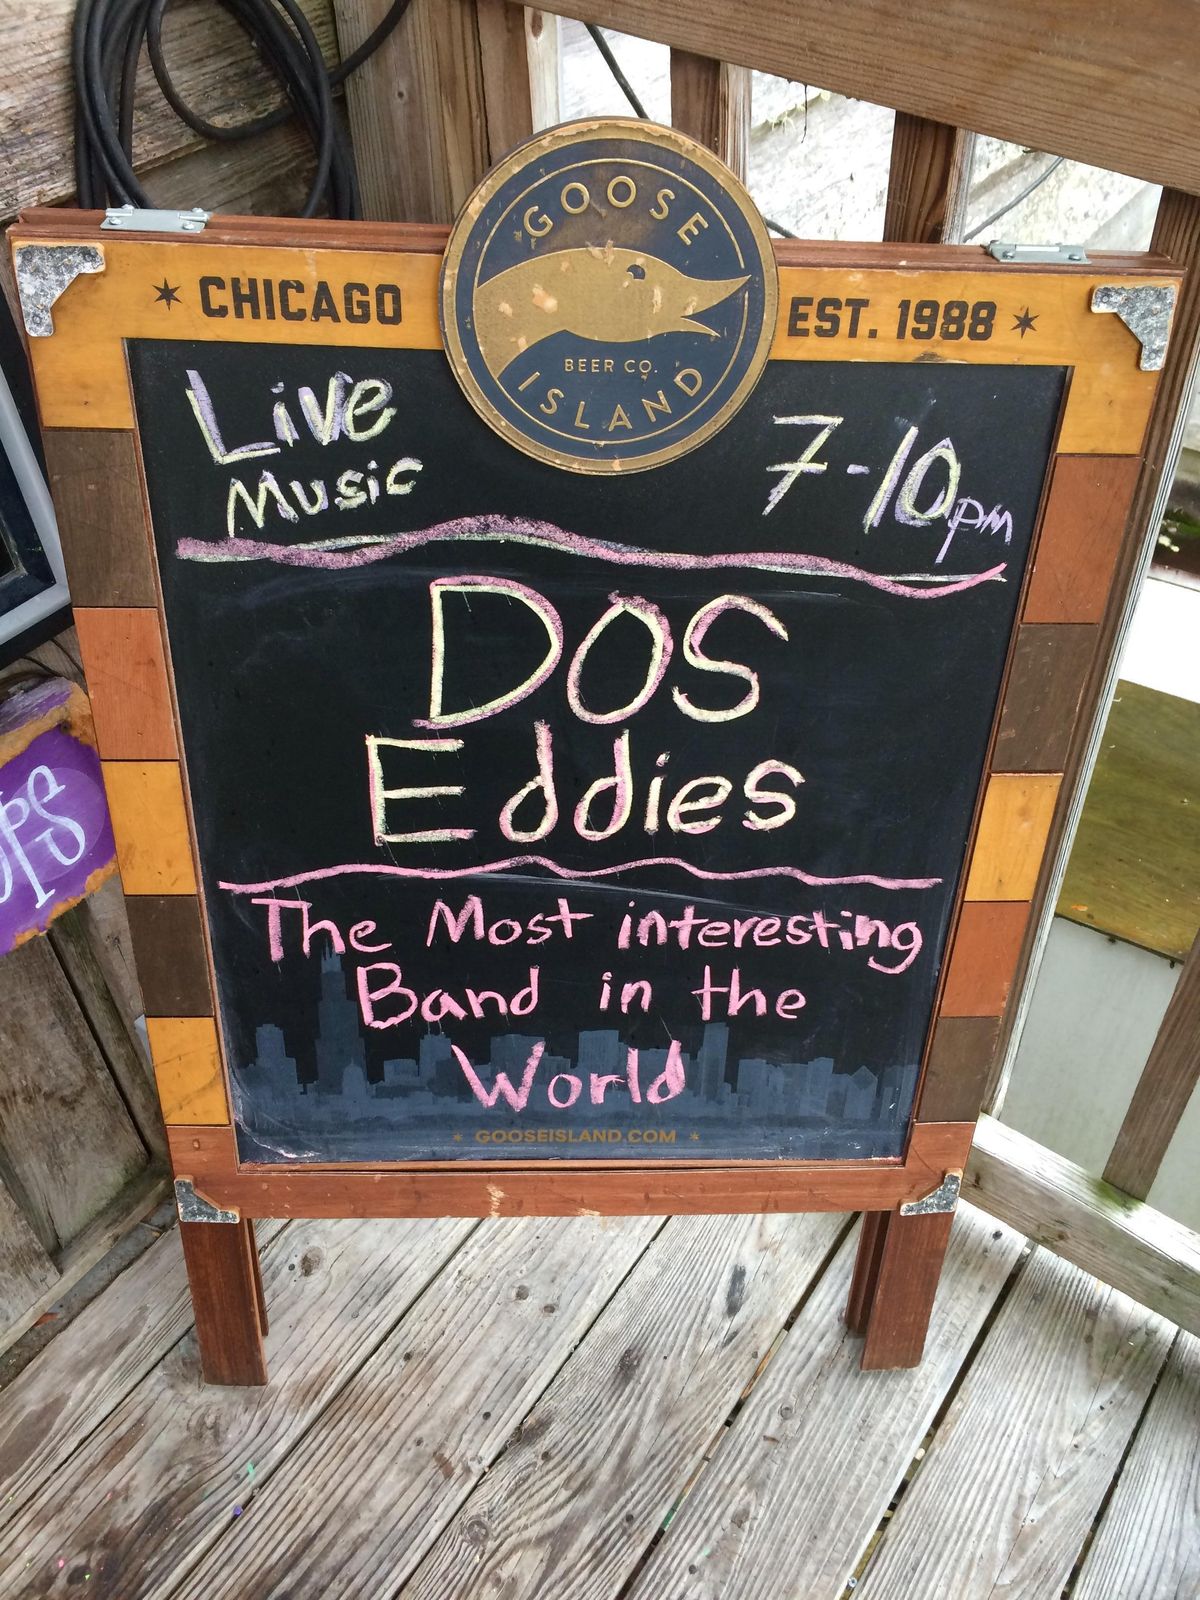 GOOSE
BEER CO.
ISLAND
CHICAGO
EST. 1988
Live
Music
7-10pm
DOS
Eddies
The Most interesting
Band in the
World
GOOSEISLAND.COM